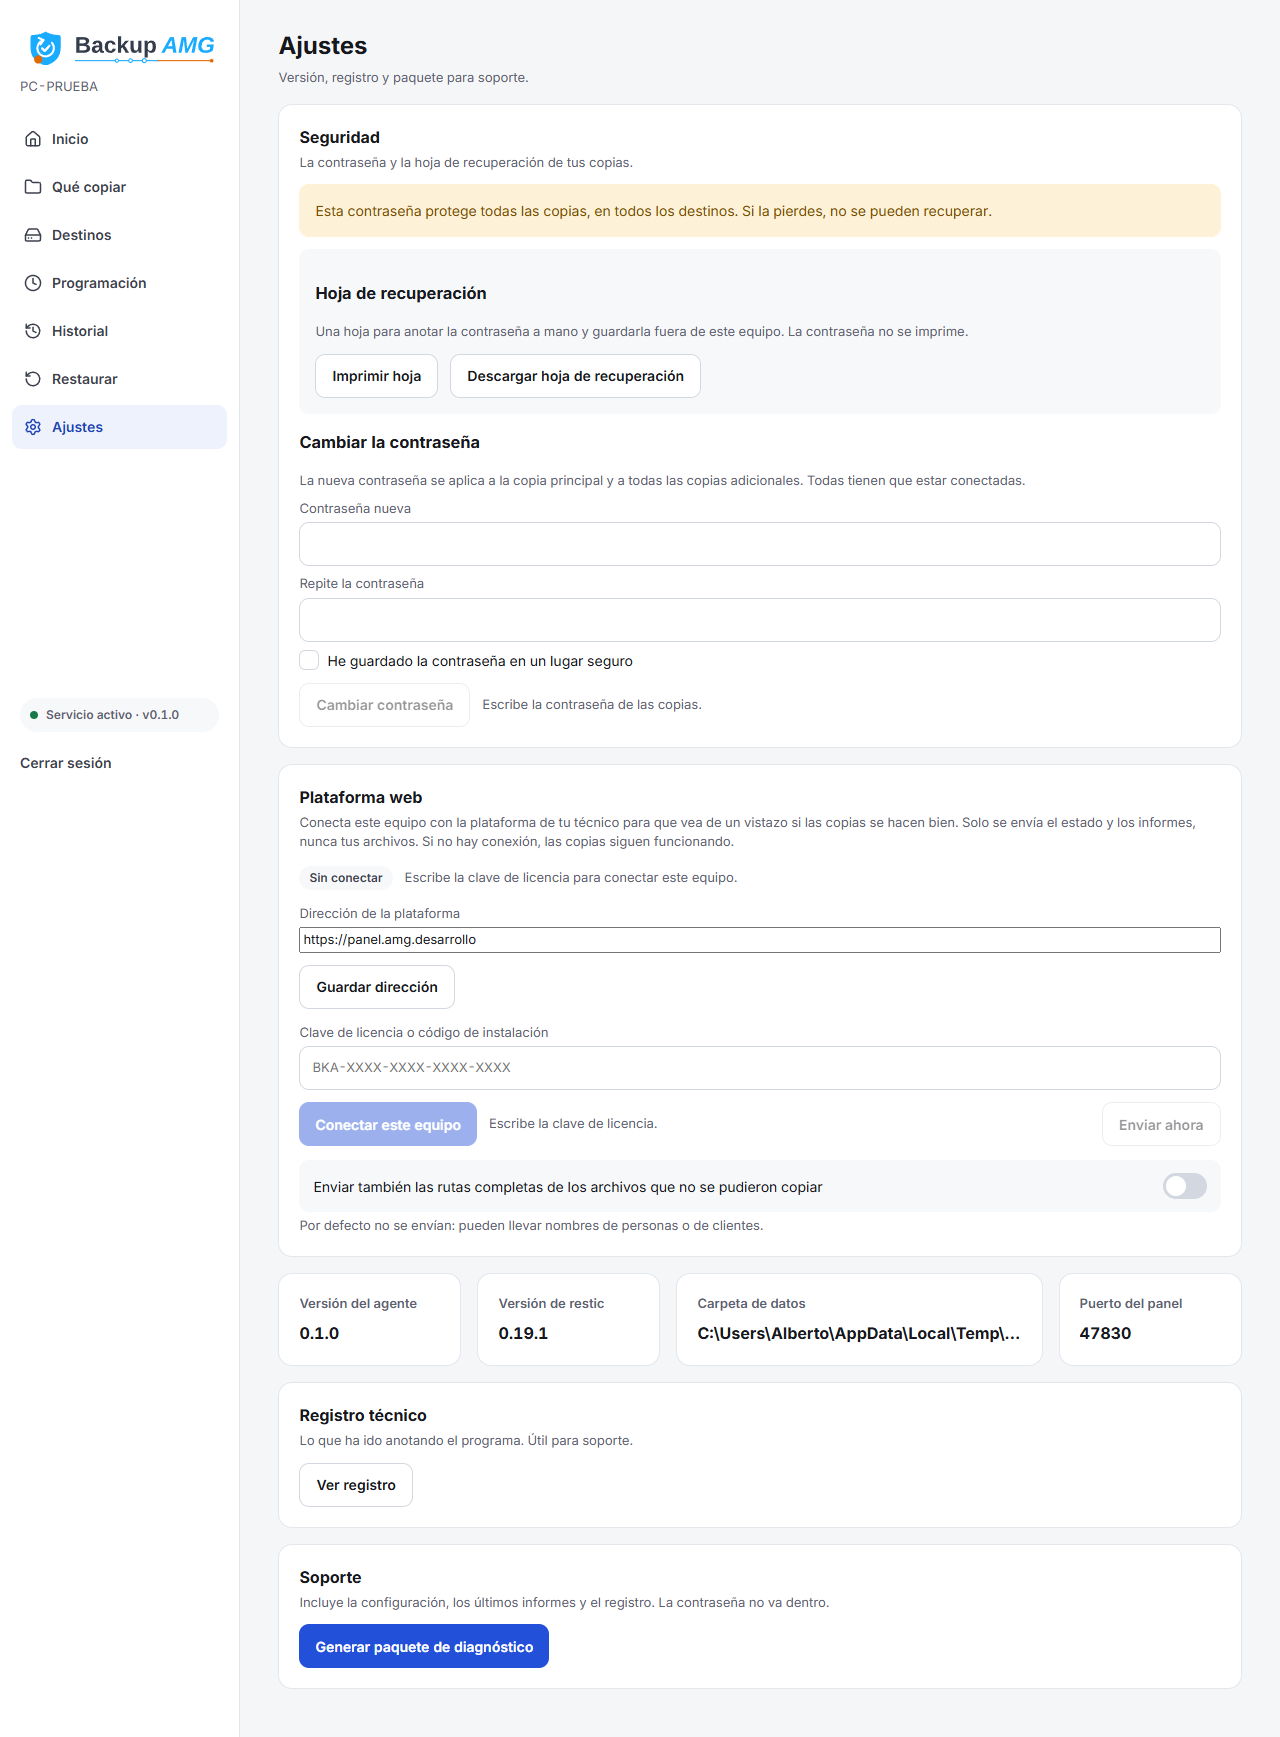 Backup AMG
PC-PRUEBA
Inicio
Qué copiar
Destinos
Programación
Historial
Restaurar
Ajustes
Servicio activo · v0.1.0
Cerrar sesión
Ajustes
Versión, registro y paquete para soporte.
Seguridad
La contraseña y la hoja de recuperación de tus copias.
Esta contraseña protege todas las copias, en todos los destinos. Si la pierdes, no se pueden recuperar.
Hoja de recuperación
Una hoja para anotar la contraseña a mano y guardarla fuera de este equipo. La contraseña no se imprime.
Imprimir hoja
Descargar hoja de recuperación
Cambiar la contraseña
La nueva contraseña se aplica a la copia principal y a todas las copias adicionales. Todas tienen que estar conectadas.
Contraseña nueva
Repite la contraseña
He guardado la contraseña en un lugar seguro
Cambiar contraseña
Escribe la contraseña de las copias.
Plataforma web
Conecta este equipo con la plataforma de tu técnico para que vea de un vistazo si las copias se hacen bien. Solo se envía el estado y los informes,
nunca tus archivos. Si no hay conexión, las copias siguen funcionando.
Sin conectar
Escribe la clave de licencia para conectar este equipo.
Dirección de la plataforma
https://panel.amg.desarrollo
Guardar dirección
Clave de licencia o código de instalación
BKA-XXXX-XXXX-XXXX-XXXX
Conectar este equipo
Escribe la clave de licencia.
Enviar ahora
Enviar también las rutas completas de los archivos que no se pudieron copiar
Por defecto no se envían: pueden llevar nombres de personas o de clientes.
Versión del agente
0.1.0
Versión de restic
0.19.1
Carpeta de datos
C:\Users\Alberto\AppData\Local\Temp\...
Puerto del panel
47830
Registro técnico
Lo que ha ido anotando el programa. Útil para soporte.
Ver registro
Soporte
Incluye la configuración, los últimos informes y el registro. La contraseña no va dentro.
Generar paquete de diagnóstico